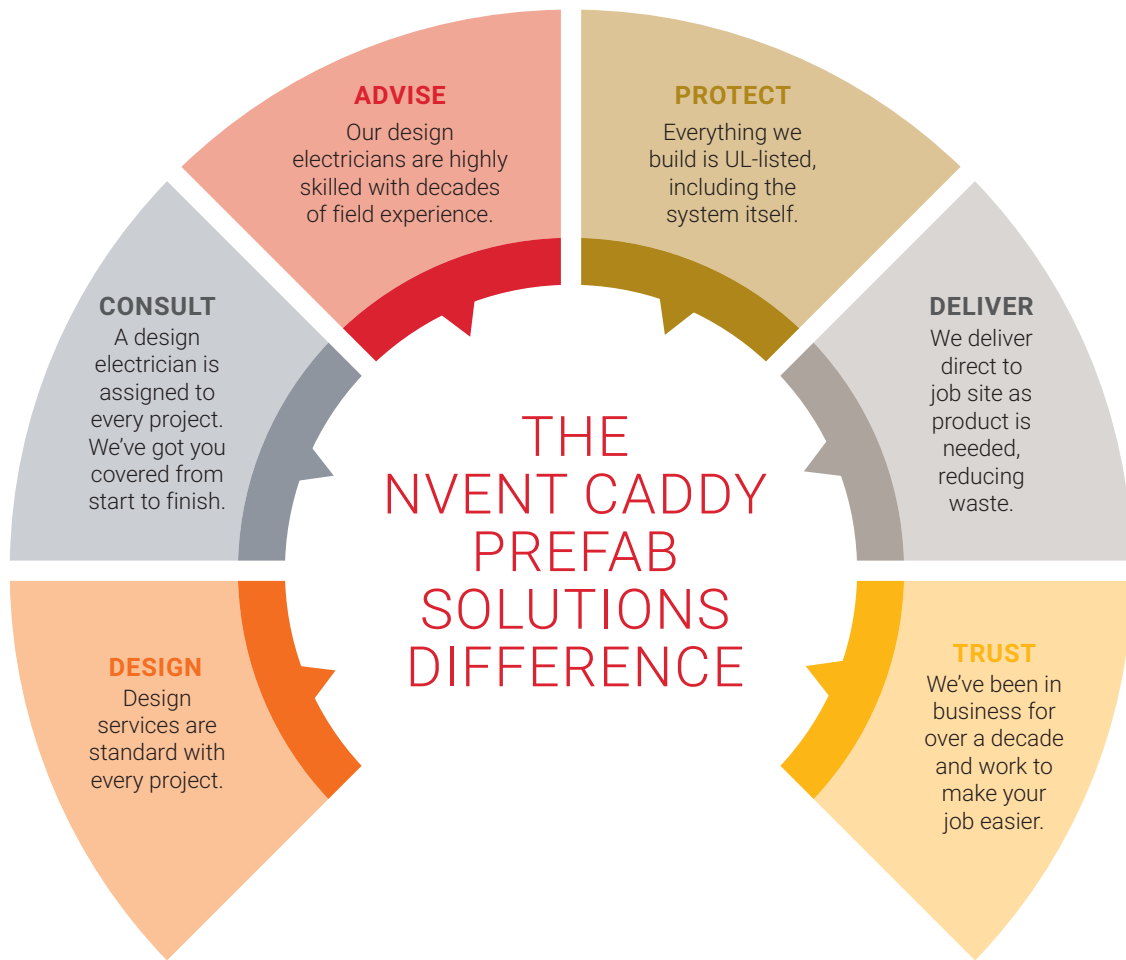 ADVISE
Our design
electricians are highly
skilled with decades
of field experience.
PROTECT
Everything we
build is UL-listed,
including the
system itself.
CONSULT
A design
electrician is
assigned to
every project.
We've got you
covered from
start to finish.
DELIVER
We deliver
direct to
job site as
product is
needed,
reducing
waste.
THE
NVENT CADDY
PREFAB
SOLUTIONS
DIFFERENCE
DESIGN
Design
services are
standard with
every project.
TRUST
We've been in
business for
over a decade
and work to
make your
job easier.